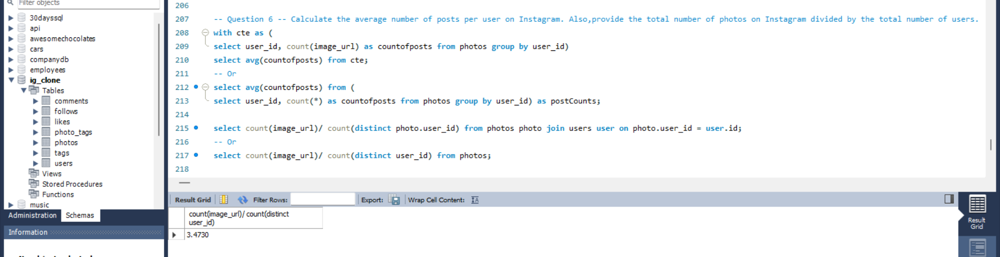 Filter objects
30dayssql
api
awesomechocolates
cars
companydb
employees
ig_clone
Tables
comments
follows
likes
photo_tags
photos
tags
users
Views
Stored Procedures
Functions
music
Administration Schemas
Information
206
207 -- Question 6 -- Calculate the average number of posts per user on Instagram. Also,provide the total number of photos on Instagram divided by the total number of users.
208 with cte as (
209 select user_id, count(image_url) as countofposts from photos group by user_id)
210 select avg(countofposts) from cte;
211 -- Or
212 select avg(countofposts) from (
213 select user_id, count(*) as countofposts from photos group by user_id) as postCounts;
214
215 select count(image_url)/ count(distinct photo.user_id) from photos photo join users user on photo.user_id = user.id;
216 -- Or
217 select count(image_url)/ count(distinct user_id) from photos;
218
Result Grid Filter Rows: Export: Wrap Cell Content:
count(image_url)/ count(distinct
user_id)
3.4730
Result
Grid